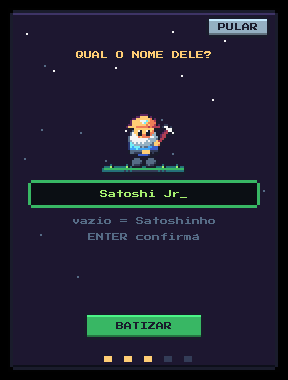 PULAR
QUAL O NOME DELE?
Satoshi Jr_
vazio = Satoshinho
ENTER confirma
BATIZAR